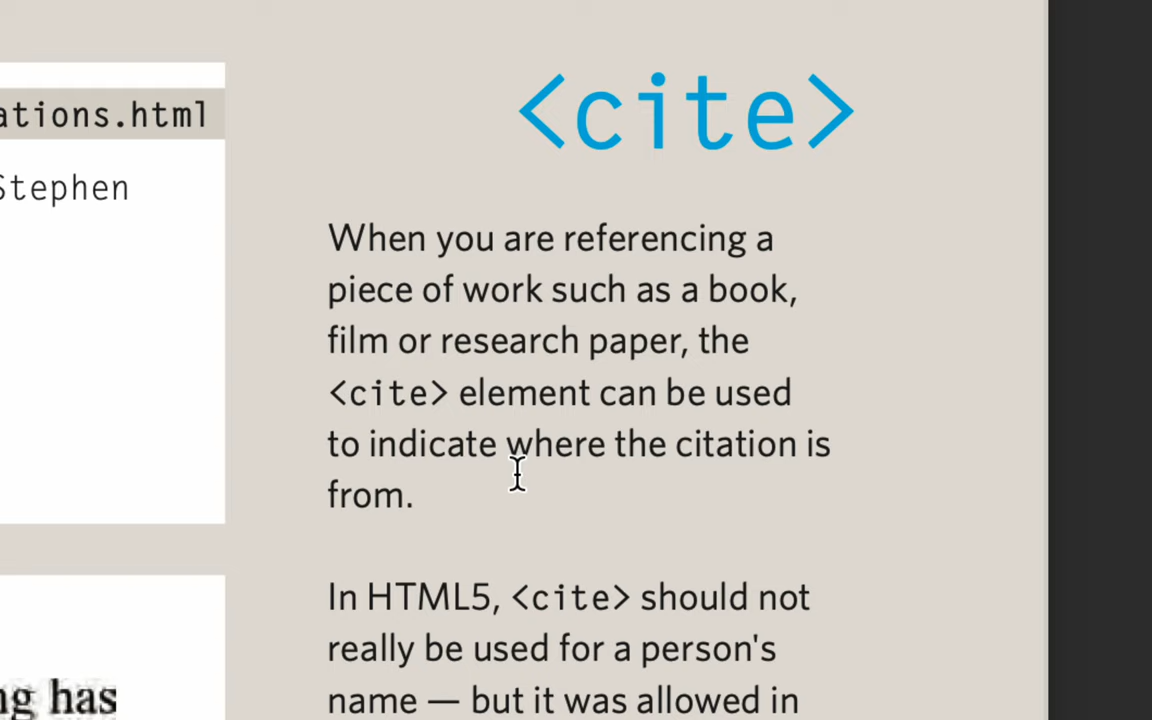 <cite>
ations.html
Stephen
When you are referencing a
piece of work such as a book,
film or research paper, the
<cite> element can be used
to indicate where the citation is
from.
In HTML5, <cite> should not
really be used for a person's
name — but it was allowed in
ng has